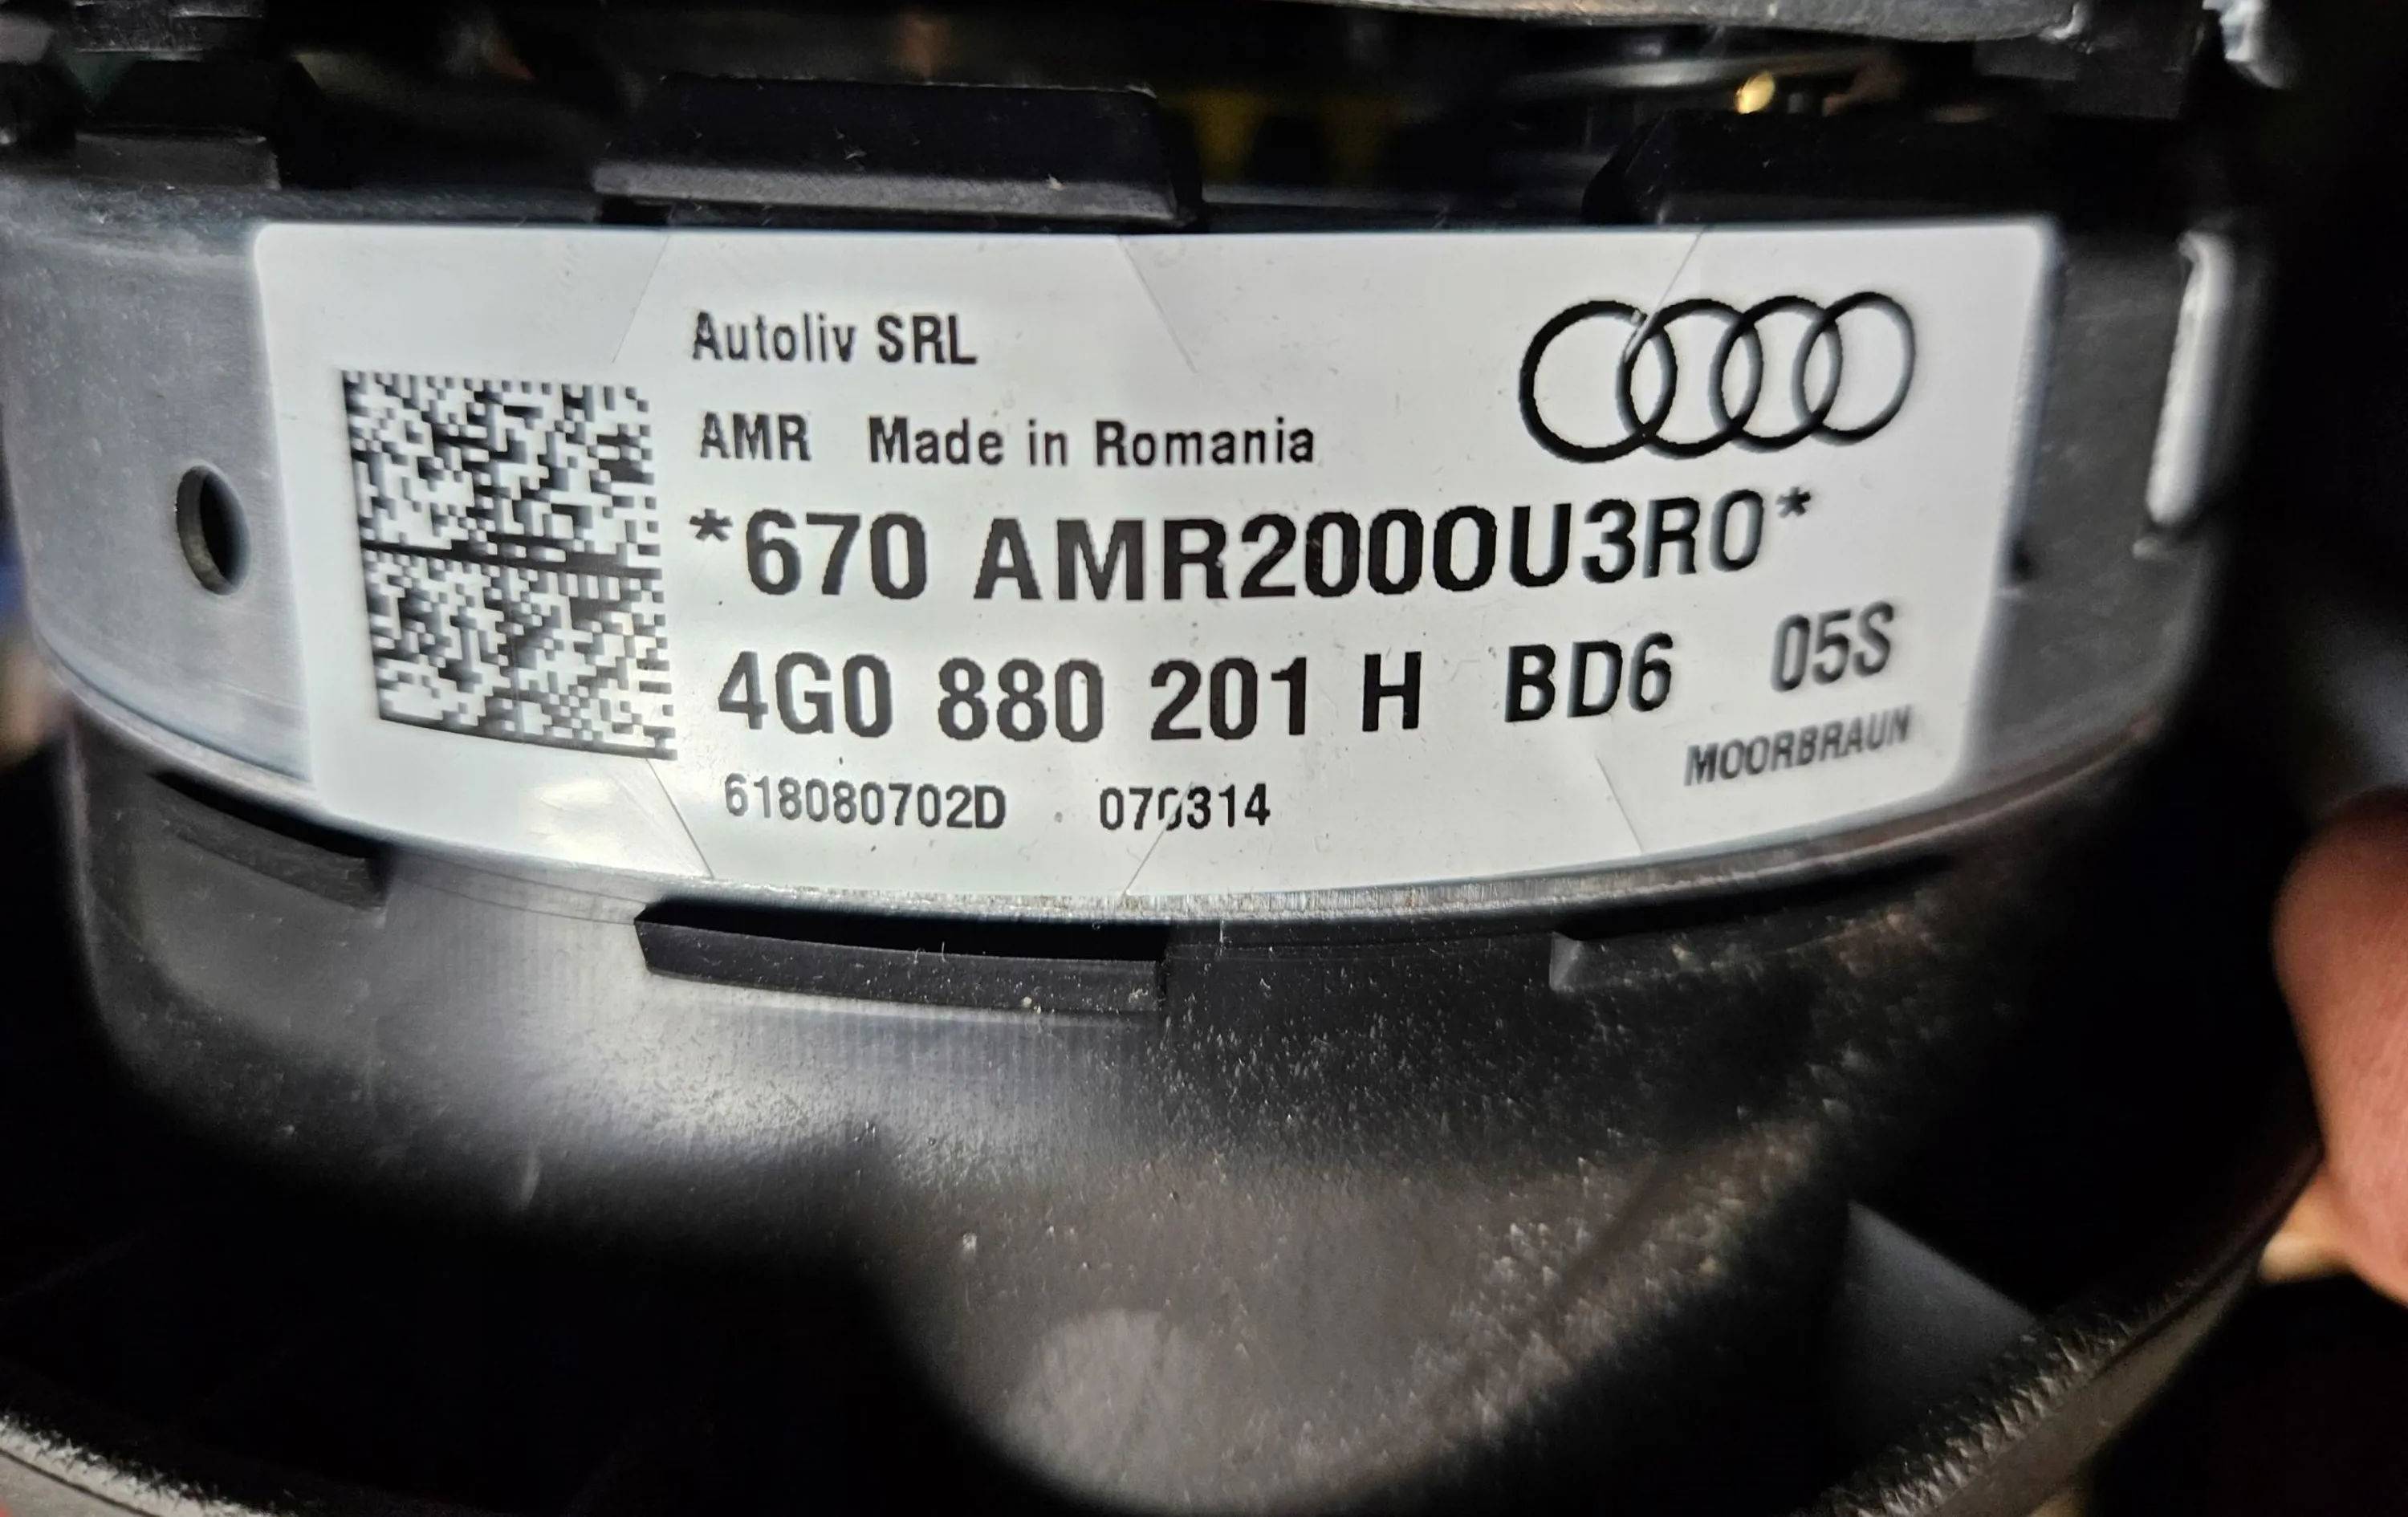 Autoliv SRL
AMR Made in Romania
*670 AMR2000U3R0*
4G0 880 201 H BD6 05S
MOORBRAUN
618080702D 070314